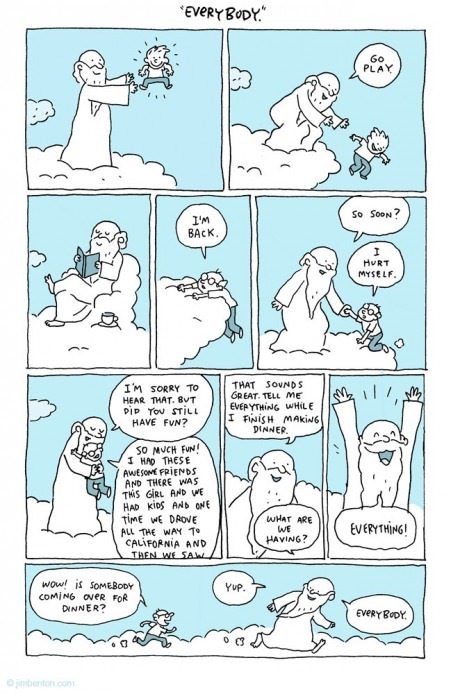 "EVERYBODY."
GO
PLAY.
I'M
BACK.
SO SOON?
I
HURT
MYSELF.
I'M SORRY TO
HEAR THAT. BUT
DID YOU STILL
HAVE FUN?
SO MUCH FUN!
I HAD THESE
AWESOME FRIENDS
AND THERE WAS
THIS GIRL AND WE
HAD KIDS AND ONE
TIME WE DROVE
ALL THE WAY TO
CALIFORNIA AND
THEN WE SAW
THAT SOUNDS
GREAT. TELL ME
EVERYTHING WHILE
I FINISH MAKING
DINNER.
WHAT ARE
WE
HAVING?
EVERYTHING!
WOW! IS SOMEBODY
COMING OVER FOR
DINNER?
YUP.
EVERYBODY.
© jimbenton.com